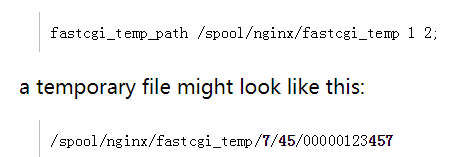 fastcgi_temp_path /spool/nginx/fastcgi_temp 1 2;
a temporary file might look like this:
/spool/nginx/fastcgi_temp/7/45/00000123457